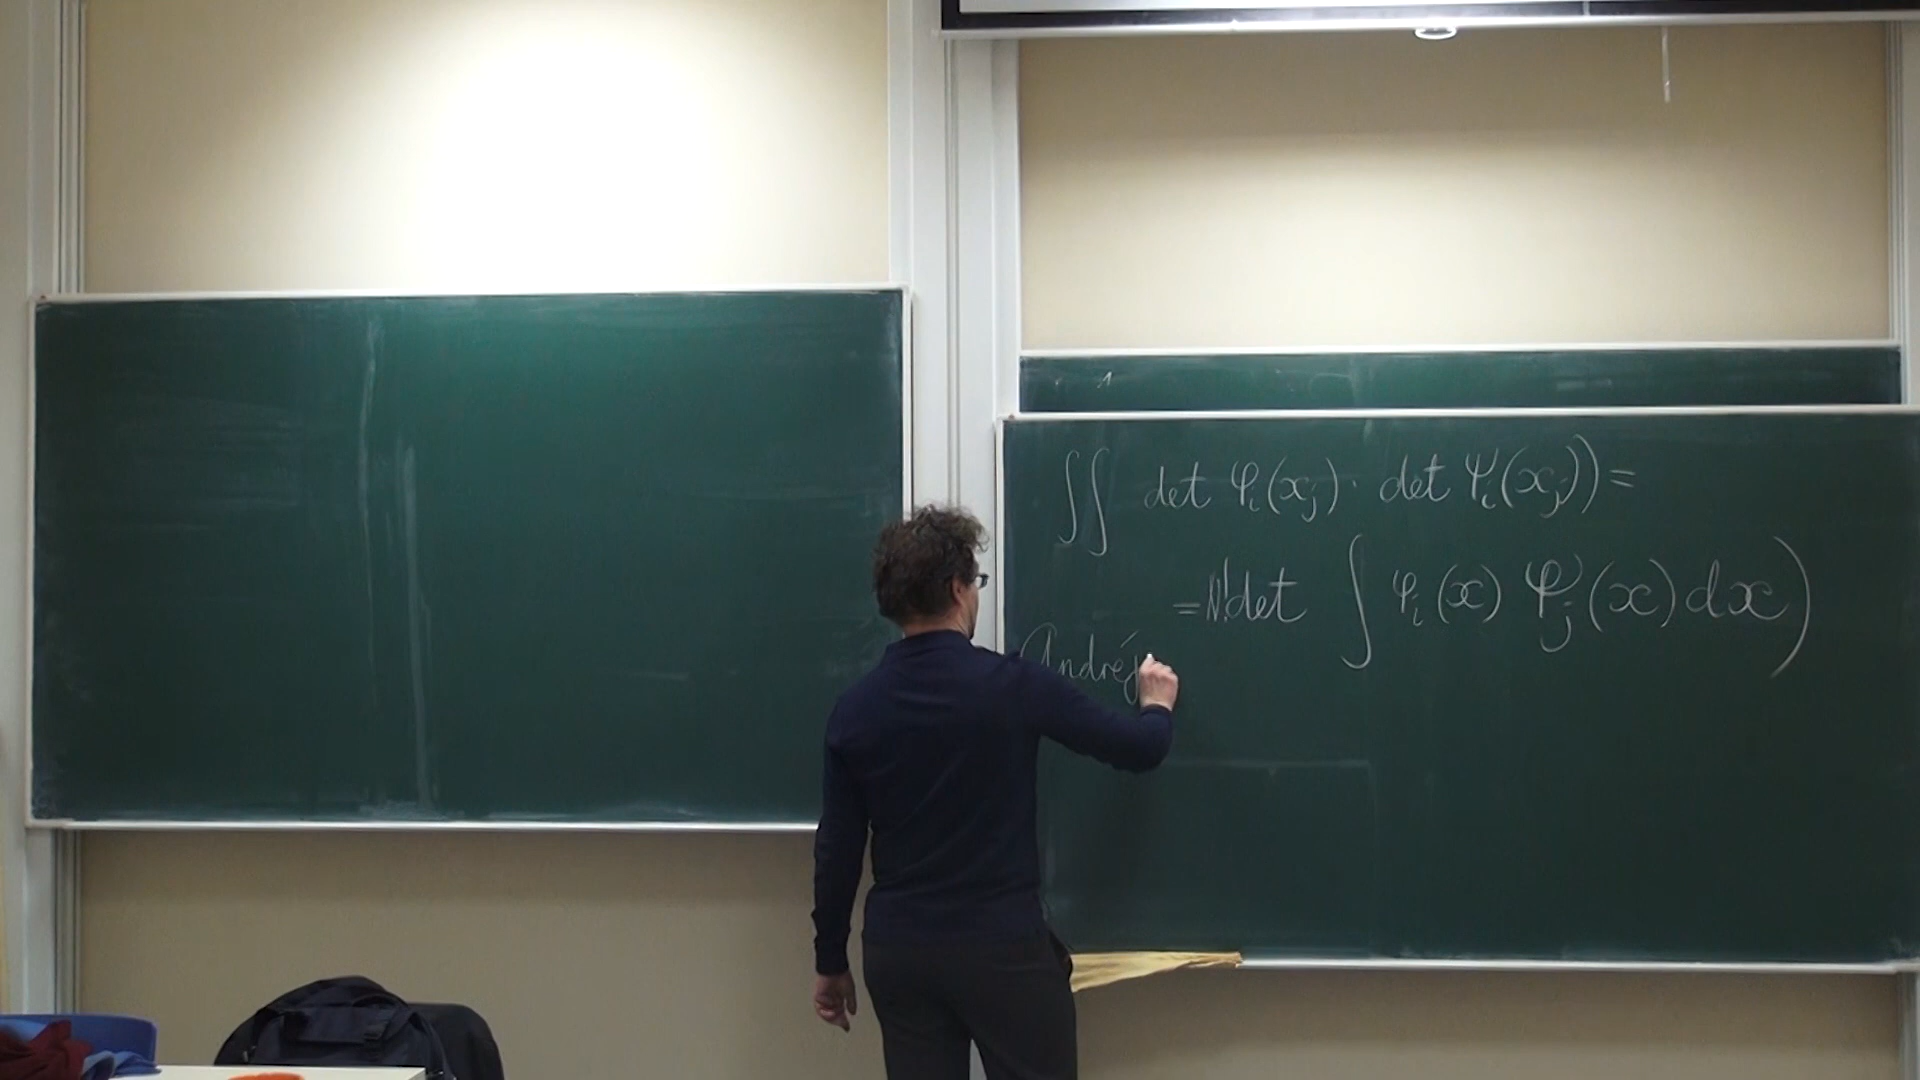 ∫∫ det φ_i(x_j) · det ψ_i(x_j)) =
= N! det ∫ φ_i(x) ψ_j(x) dx)
Andréj